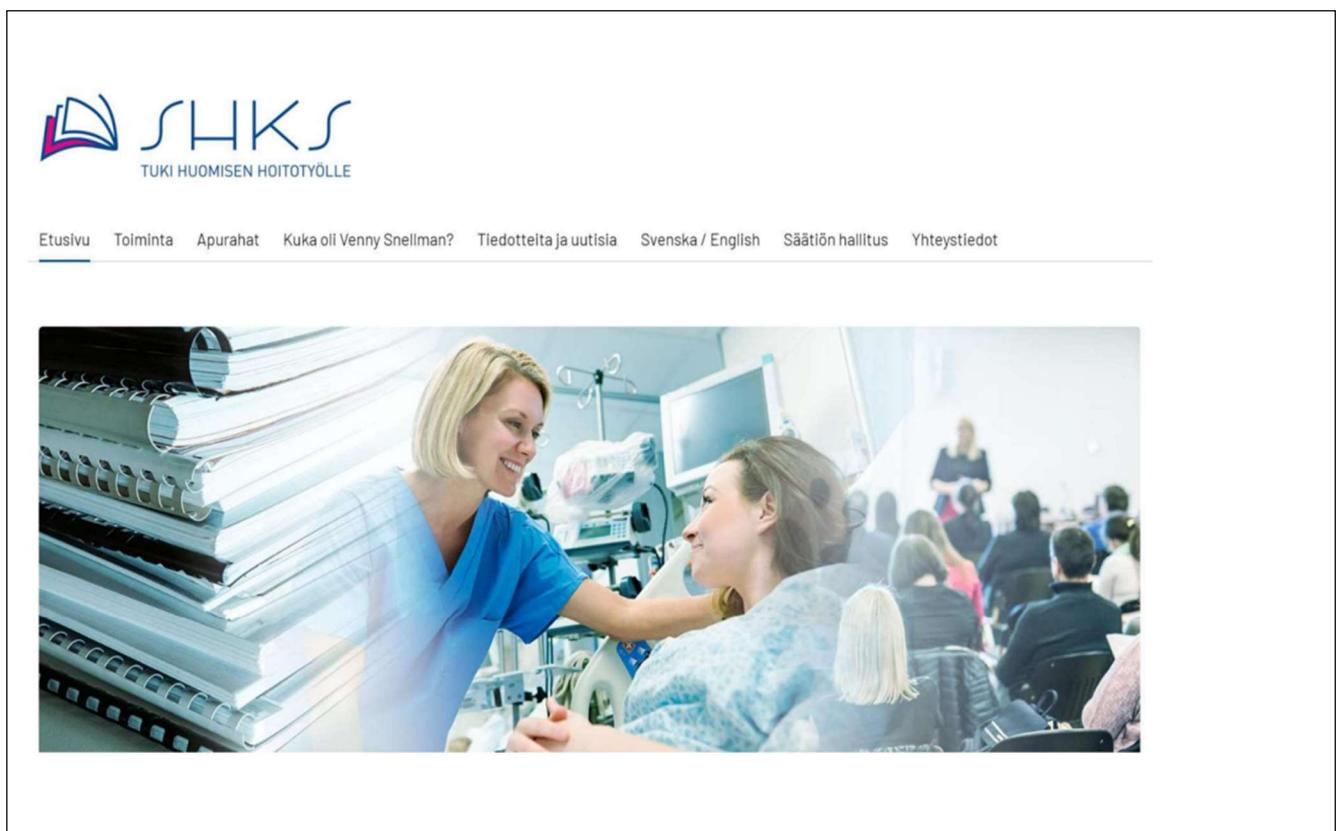 SHKS
TUKI HUOMISEN HOITOTYÖLLE
Etusivu Toiminta Apurahat Kuka oli Venny Snellman? Tiedotteita ja uutisia Svenska / English Säätiön hallitus Yhteystiedot